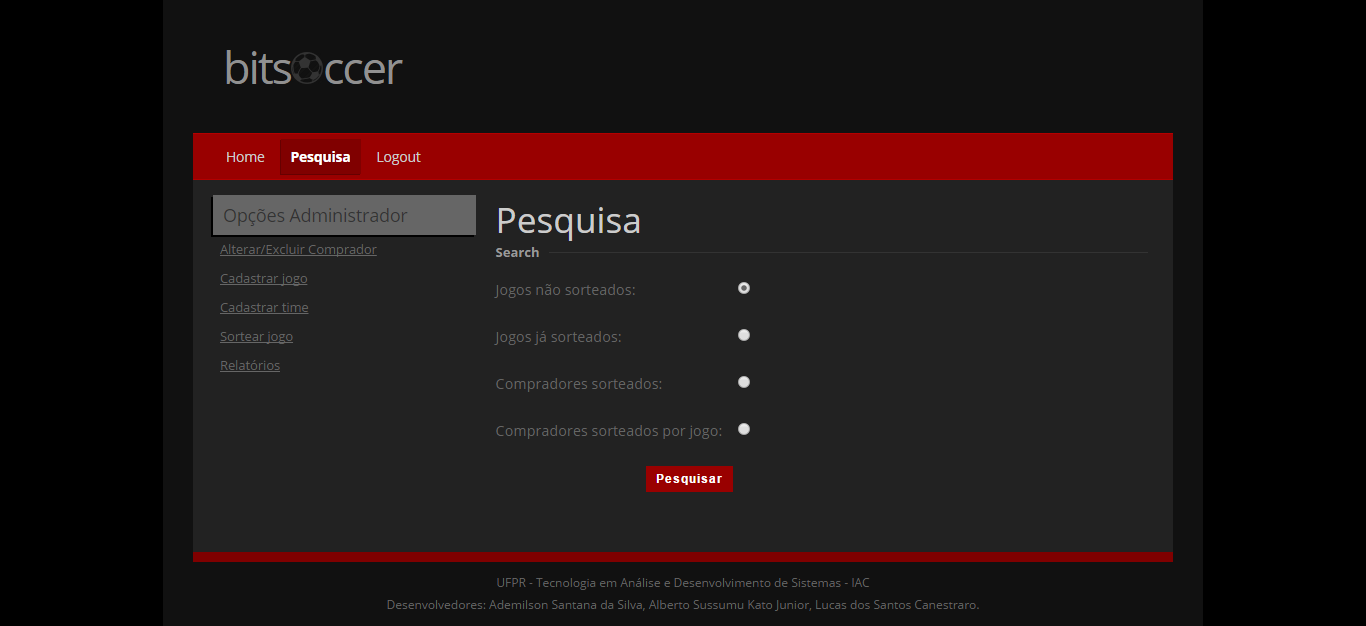 bitsoccer
Home Pesquisa Logout
Opções Administrador
Alterar/Excluir Comprador
Cadastrar jogo
Cadastrar time
Sortear jogo
Relatórios
Pesquisa
Search
Jogos não sorteados:
Jogos já sorteados:
Compradores sorteados:
Compradores sorteados por jogo:
Pesquisar
UFPR - Tecnologia em Análise e Desenvolvimento de Sistemas - IAC
Desenvolvedores: Ademilson Santana da Silva, Alberto Sussumu Kato Junior, Lucas dos Santos Canestraro.